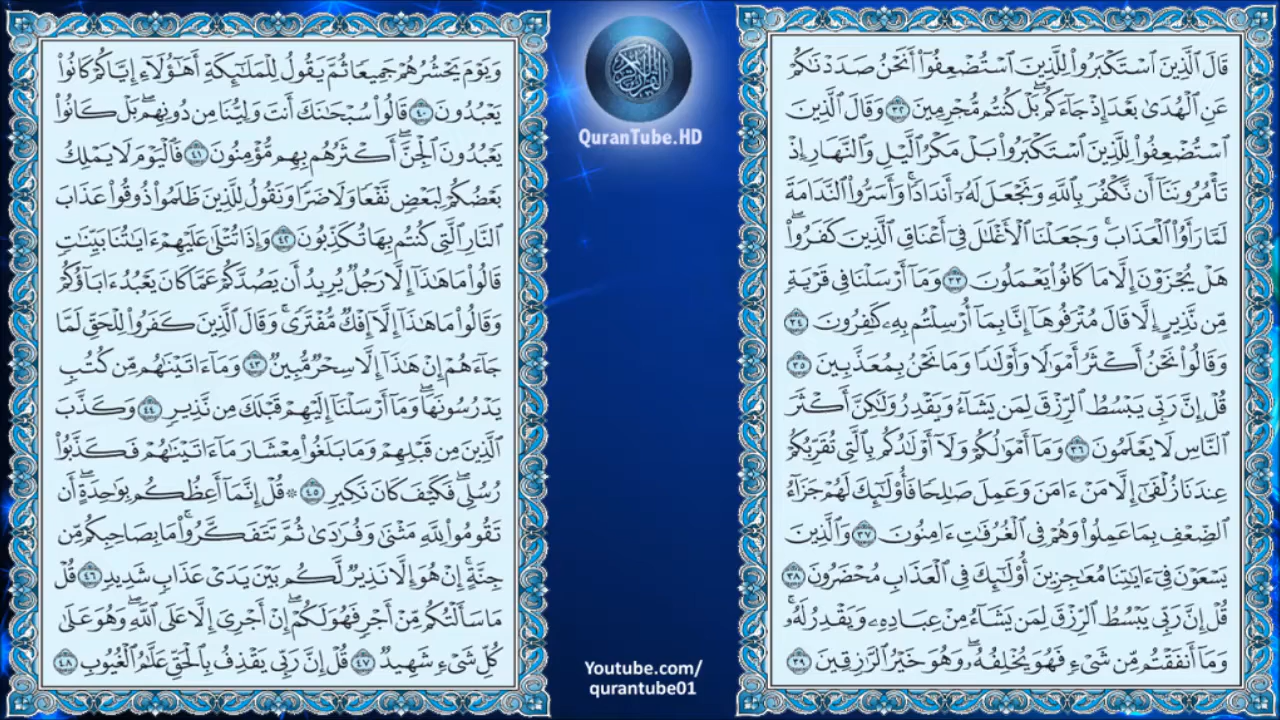 قَالَ ٱلَّذِينَ ٱسْتَكْبَرُوا۟ لِلَّذِينَ ٱسْتُضْعِفُوٓا۟ أَنَحْنُ صَدَدْنَٰكُمْ
عَنِ ٱلْهُدَىٰ بَعْدَ إِذْ جَآءَكُم ۖ بَلْ كُنتُم مُّجْرِمِينَ ٣٢ وَقَالَ ٱلَّذِينَ
ٱسْتُضْعِفُوا۟ لِلَّذِينَ ٱسْتَكْبَرُوا۟ بَلْ مَكْرُ ٱلَّيْلِ وَٱلنَّهَارِ إِذْ
تَأْمُرُونَنَآ أَن نَّكْفُرَ بِٱللَّهِ وَنَجْعَلَ لَهُۥٓ أَندَادًا ۚ وَأَسَرُّوا۟ ٱلنَّدَامَةَ
لَمَّا رَأَوُا۟ ٱلْعَذَابَ ۚ وَجَعَلْنَا ٱلْأَغْلَٰلَ فِىٓ أَعْنَاقِ ٱلَّذِينَ كَفَرُوا۟ ۖ
هَلْ يُجْزَوْنَ إِلَّا مَا كَانُوا۟ يَعْمَلُونَ ٣٣ وَمَآ أَرْسَلْنَا فِى قَرْيَةٍ
مِّن نَّذِيرٍ إِلَّا قَالَ مُتْرَفُوهَآ إِنَّا بِمَآ أُرْسِلْتُم بِهِۦ كَٰفِرُونَ ٣٤
وَقَالُوا۟ نَحْنُ أَكْثَرُ أَمْوَٰلًا وَأَوْلَٰدًا وَمَا نَحْنُ بِمُعَذَّبِينَ ٣٥
قُلْ إِنَّ رَبِّى يَبْسُطُ ٱلرِّزْقَ لِمَن يَشَآءُ وَيَقْدِرُ وَلَٰكِنَّ أَكْثَرَ
ٱلنَّاسِ لَا يَعْلَمُونَ ٣٦ وَمَآ أَمْوَٰلُكُمْ وَلَآ أَوْلَٰدُكُم بِٱلَّتِى تُقَرِّبُكُمْ
عِندَنَا زُلْفَىٰٓ إِلَّا مَنْ ءَامَنَ وَعَمِلَ صَٰلِحًا فَأُو۟لَٰٓئِكَ لَهُمْ جَزَآءُ
ٱلضِّعْفِ بِمَا عَمِلُوا۟ وَهُمْ فِى ٱلْغُرُفَٰتِ ءَامِنُونَ ٣٧ وَٱلَّذِينَ
يَسْعَوْنَ فِىٓ ءَايَٰتِنَا مُعَٰجِزِينَ أُو۟لَٰٓئِكَ فِى ٱلْعَذَابِ مُحْضَرُونَ ٣٨
قُلْ إِنَّ رَبِّى يَبْسُطُ ٱلرِّزْقَ لِمَن يَشَآءُ مِنْ عِبَادِهِۦ وَيَقْدِرُ لَهُۥ ۚ
وَمَآ أَنفَقْتُم مِّن شَىْءٍ فَهُوَ يُخْلِفُهُۥ ۖ وَهُوَ خَيْرُ ٱلرَّٰزِقِينَ ٣٩
وَيَوْمَ يَحْشُرُهُمْ جَمِيعًا ثُمَّ يَقُولُ لِلْمَلَٰٓئِكَةِ أَهَٰٓؤُلَآءِ إِيَّاكُمْ كَانُوا۟
يَعْبُدُونَ ٤٠ قَالُوا۟ سُبْحَٰنَكَ أَنتَ وَلِيُّنَا مِن دُونِهِم ۖ بَلْ كَانُوا۟
يَعْبُدُونَ ٱلْجِنَّ ۖ أَكْثَرُهُم بِهِم مُّؤْمِنُونَ ٤١ فَٱلْيَوْمَ لَا يَمْلِكُ
بَعْضُكُمْ لِبَعْضٍ نَّفْعًا وَلَا ضَرًّا وَنَقُولُ لِلَّذِينَ ظَلَمُوا۟ ذُوقُوا۟ عَذَابَ
ٱلنَّارِ ٱلَّتِى كُنتُم بِهَا تُكَذِّبُونَ ٤٢ وَإِذَا تُتْلَىٰ عَلَيْهِمْ ءَايَٰتُنَا بَيِّنَٰتٍ
قَالُوا۟ مَا هَٰذَآ إِلَّا رَجُلٌ يُرِيدُ أَن يَصُدَّكُمْ عَمَّا كَانَ يَعْبُدُ ءَابَآؤُكُمْ
وَقَالُوا۟ مَا هَٰذَآ إِلَّآ إِفْكٌ مُّفْتَرًى ۚ وَقَالَ ٱلَّذِينَ كَفَرُوا۟ لِلْحَقِّ لَمَّا
جَآءَهُمْ إِنْ هَٰذَآ إِلَّا سِحْرٌ مُّبِينٌ ٤٣ وَمَآ ءَاتَيْنَٰهُم مِّن كُتُبٍ
يَدْرُسُونَهَا ۖ وَمَآ أَرْسَلْنَآ إِلَيْهِمْ قَبْلَكَ مِن نَّذِيرٍ ٤٤ وَكَذَّبَ
ٱلَّذِينَ مِن قَبْلِهِمْ وَمَا بَلَغُوا۟ مِعْشَارَ مَآ ءَاتَيْنَٰهُمْ فَكَذَّبُوا۟
رُسُلِى ۖ فَكَيْفَ كَانَ نَكِيرِ ٤٥ ۞ قُلْ إِنَّمَآ أَعِظُكُم بِوَٰحِدَةٍ ۖ أَن
تَقُومُوا۟ لِلَّهِ مَثْنَىٰ وَفُرَٰدَىٰ ثُمَّ تَتَفَكَّرُوا۟ ۚ مَا بِصَاحِبِكُم مِّن
جِنَّةٍ ۚ إِنْ هُوَ إِلَّا نَذِيرٌ لَّكُم بَيْنَ يَدَىْ عَذَابٍ شَدِيدٍ ٤٦ قُلْ
مَا سَأَلْتُكُم مِّنْ أَجْرٍ فَهُوَ لَكُمْ ۖ إِنْ أَجْرِىَ إِلَّا عَلَى ٱللَّهِ ۖ وَهُوَ عَلَىٰ
كُلِّ شَىْءٍ شَهِيدٌ ٤٧ قُلْ إِنَّ رَبِّى يَقْذِفُ بِٱلْحَقِّ عَلَّٰمُ ٱلْغُيُوبِ ٤٨
القرآن
QuranTube.HD
Youtube.com/
qurantube01